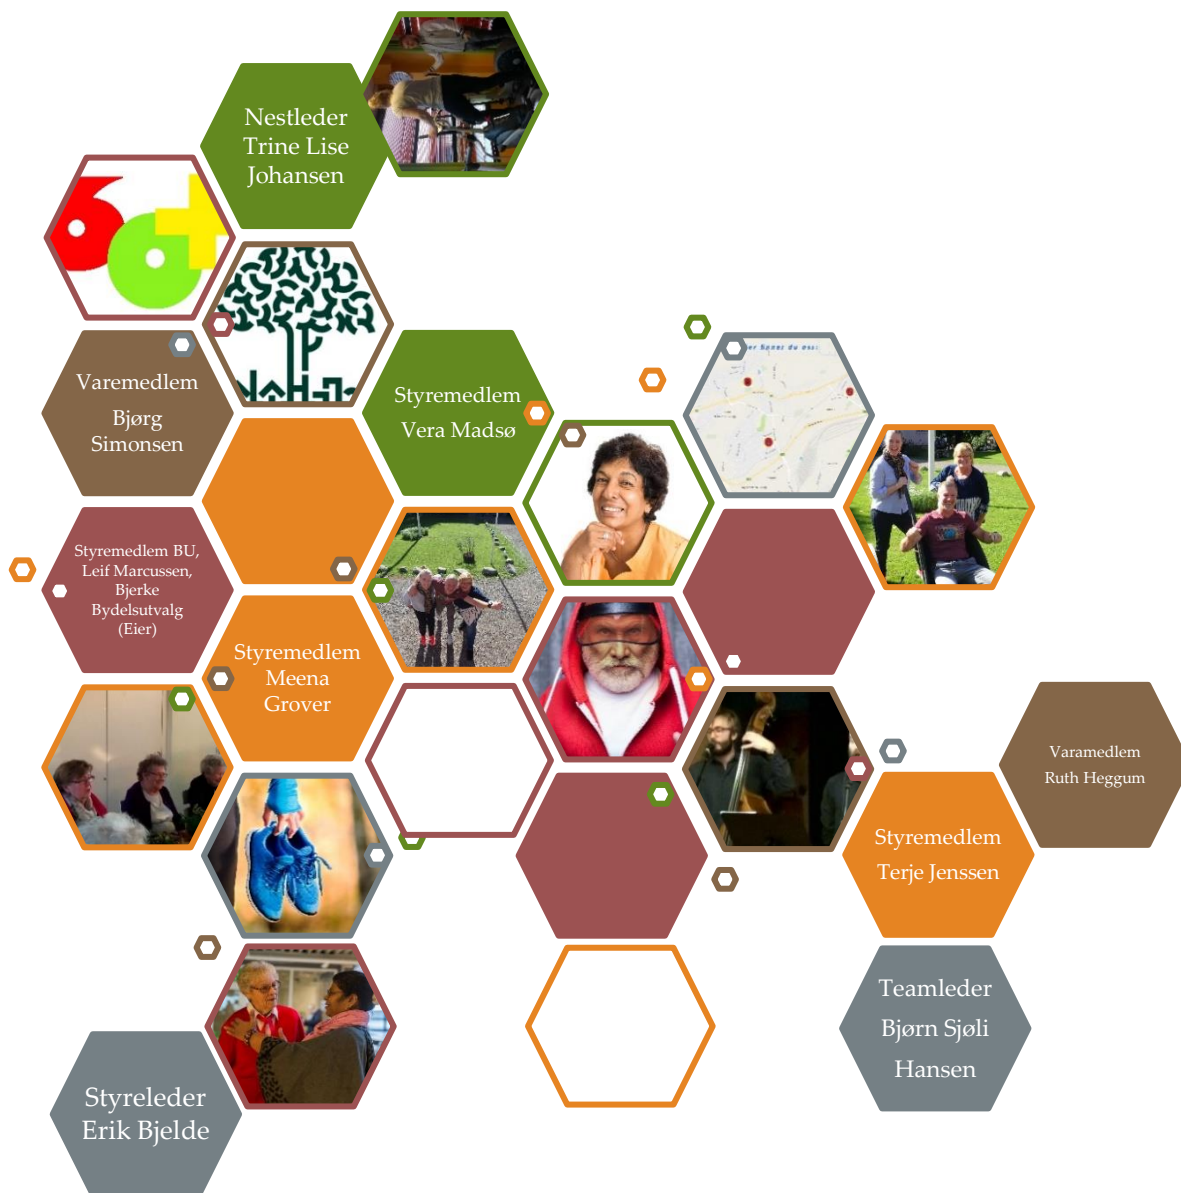 Nestleder
Trine Lise
Johansen
60+
Varemedlem
Bjørg
Simonsen
Styremedlem
Vera Madsø
Styremedlem BU,
Leif Marcussen,
Bjerke
Bydelsutvalg
(Eier)
Styremedlem
Meena
Grover
Varamedlem
Ruth Heggum
Styremedlem
Terje Jenssen
Teamleder
Bjørn Sjøli
Hansen
Styreleder
Erik Bjelde